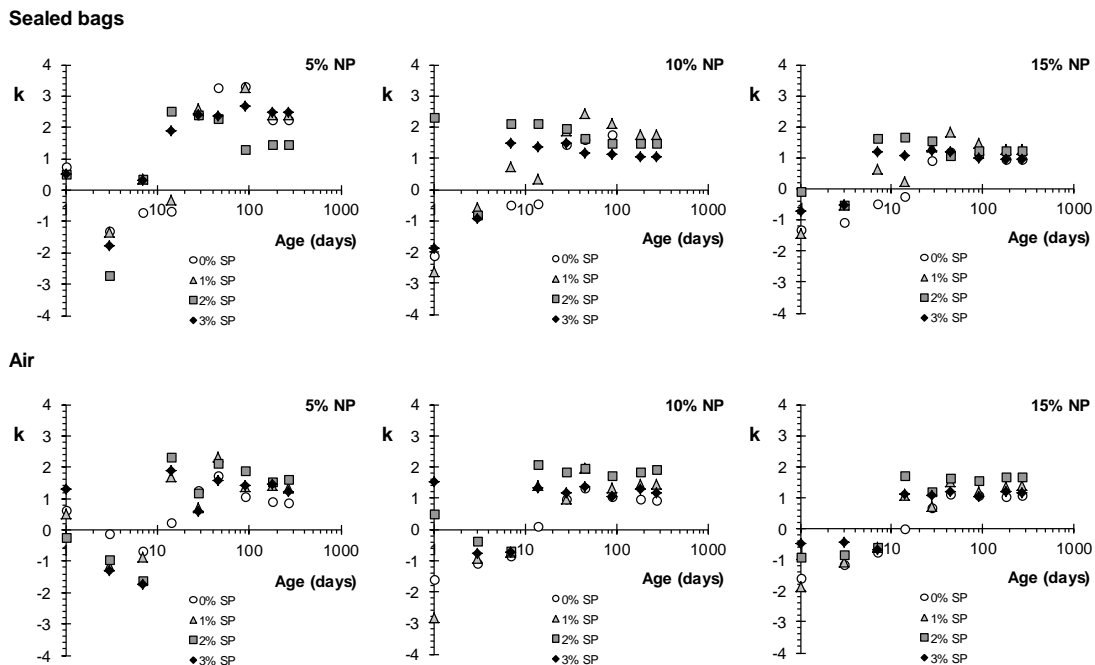 Sealed bags
5% NP
k
4
3
2
1
0
-1
-2
-3
-4
10 100 1000
Age (days)
0% SP
1% SP
2% SP
3% SP
10% NP
k
4
3
2
1
0
-1
-2
-3
-4
10 100 1000
Age (days)
0% SP
1% SP
2% SP
3% SP
15% NP
k
4
3
2
1
0
-1
-2
-3
-4
10 100 1000
Age (days)
0% SP
1% SP
2% SP
3% SP
Air
5% NP
k
4
3
2
1
0
-1
-2
-3
-4
10 100 1000
Age (days)
0% SP
1% SP
2% SP
3% SP
10% NP
k
4
3
2
1
0
-1
-2
-3
-4
10 100 1000
Age (days)
0% SP
1% SP
2% SP
3% SP
15% NP
k
4
3
2
1
0
-1
-2
-3
-4
10 100 1000
Age (days)
0% SP
1% SP
2% SP
3% SP